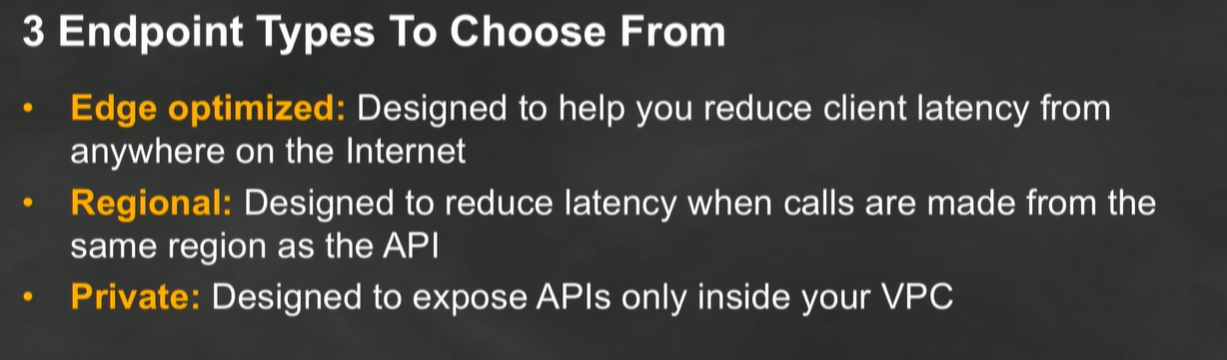 3 Endpoint Types To Choose From
• Edge optimized: Designed to help you reduce client latency from
anywhere on the Internet
• Regional: Designed to reduce latency when calls are made from the
same region as the API
• Private: Designed to expose APIs only inside your VPC